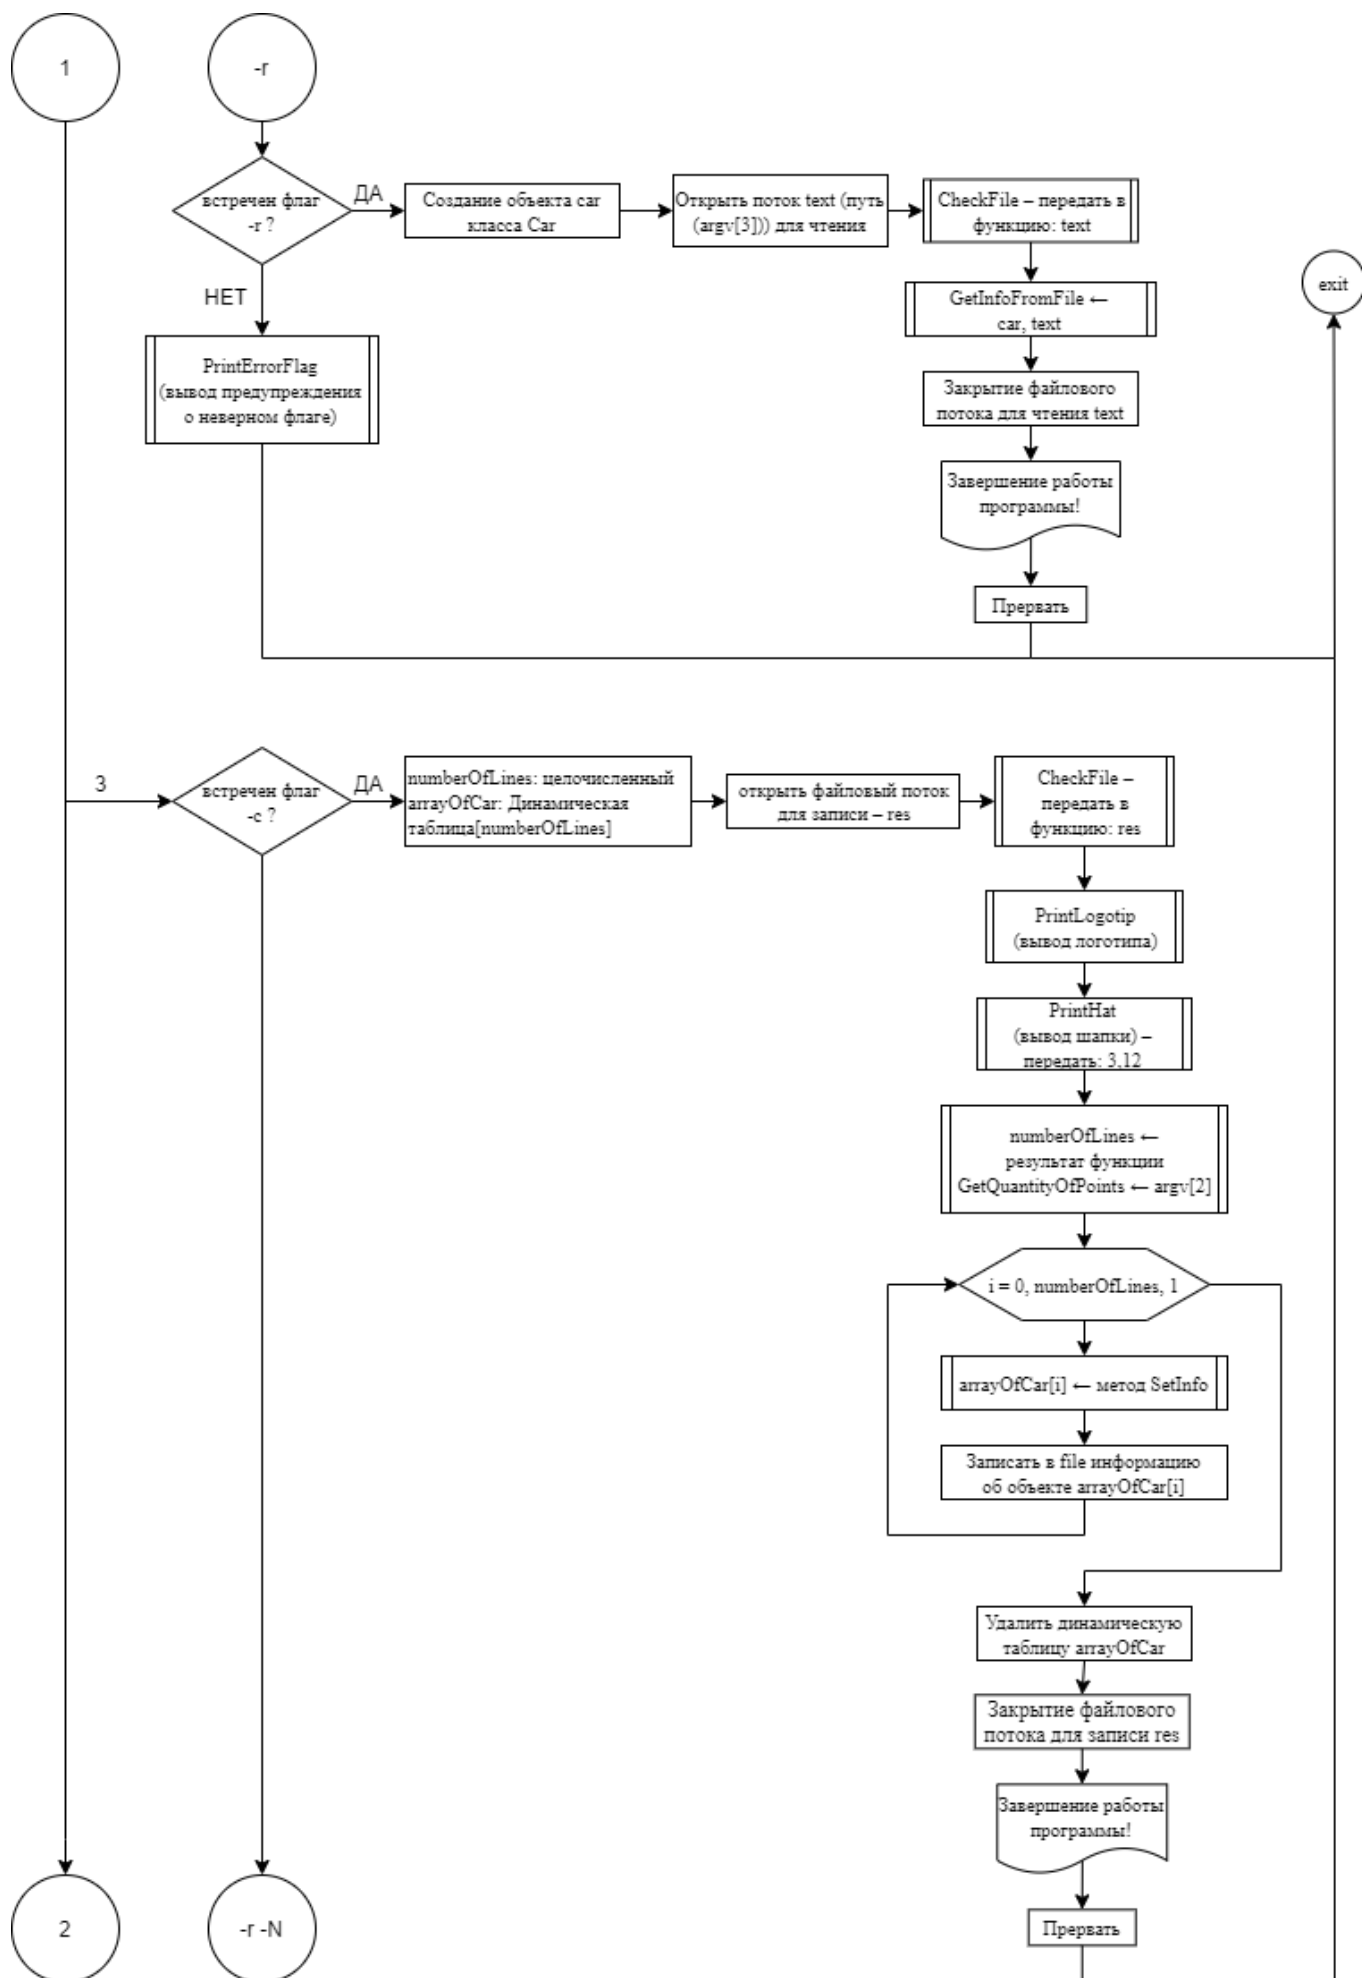 1
-r
встречен флаг
-r ?
ДА
Создание объекта car
класса Car
Открыть поток text (путь
(argv[3])) для чтения
CheckFile – передать в
функцию: text
GetInfoFromFile ←
car, text
exit
НЕТ
PrintErrorFlag
(вывод предупреждения
о неверном флаге)
Закрытие файлового
потока для чтения text
Завершение работы
программы!
Прервать
3
встречен флаг
-c ?
ДА
numberOfLines: целочисленный
arrayOfCar: Динамическая
таблица[numberOfLines]
открыть файловый поток
для записи – res
CheckFile –
передать в
функцию: res
PrintLogotip
(вывод логотипа)
PrintHat
(вывод шапки) –
передать: 3,12
numberOfLines ←
результат функции
GetQuantityOfPoints ← argv[2]
i = 0, numberOfLines, 1
arrayOfCar[i] ← метод SetInfo
Записать в file информацию
об объекте arrayOfCar[i]
Удалить динамическую
таблицу arrayOfCar
Закрытие файлового
потока для записи res
Завершение работы
программы!
Прервать
2
-r -N